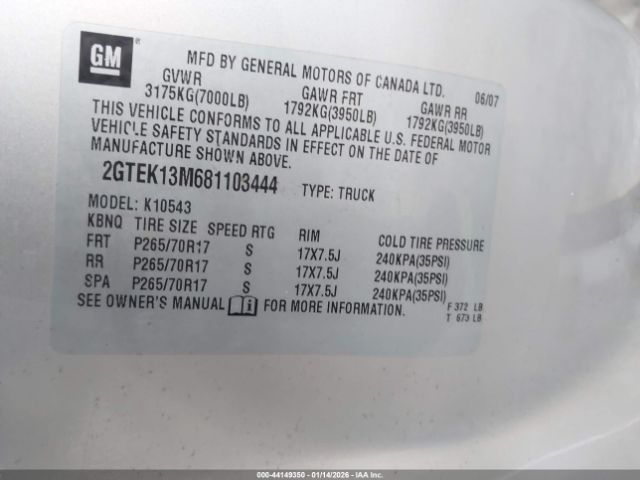 GM
MFD BY GENERAL MOTORS OF CANADA LTD.
06/07
GVWR GAWR FRT GAWR RR
3175KG(7000LB) 1792KG(3950LB) 1792KG(3950LB)
THIS VEHICLE CONFORMS TO ALL APPLICABLE U.S. FEDERAL MOTOR
VEHICLE SAFETY STANDARDS IN EFFECT ON THE DATE OF
MANUFACTURE SHOWN ABOVE.
2GTEK13M681103444 TYPE: TRUCK
MODEL: K10543
KBNQ TIRE SIZE SPEED RTG RIM COLD TIRE PRESSURE
FRT P265/70R17 S 17X7.5J 240KPA(35PSI)
RR P265/70R17 S 17X7.5J 240KPA(35PSI)
SPA P265/70R17 S 17X7.5J 240KPA(35PSI)
SEE OWNER'S MANUAL i FOR MORE INFORMATION.
F 372 LB
T 673 LB
000-44149350 - 01/14/2026 - IAAI.COM